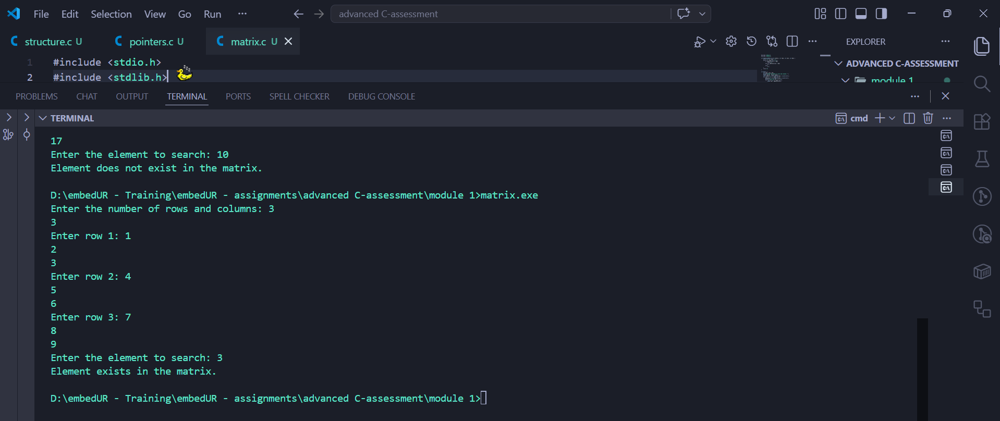 File Edit Selection View Go Run ··· advanced C-assessment
structure.c U pointers.c U matrix.c U EXPLORER
1 #include <stdio.h>
2 #include <stdlib.h>
zzz
ADVANCED C-ASSESSMENT
module 1
PROBLEMS CHAT OUTPUT TERMINAL PORTS SPELL CHECKER DEBUG CONSOLE
TERMINAL cmd
17
Enter the element to search: 10
Element does not exist in the matrix.
D:\embedUR - Training\embedUR - assignments\advanced C-assessment\module 1>matrix.exe
Enter the number of rows and columns: 3
3
Enter row 1: 1
2
3
Enter row 2: 4
5
6
Enter row 3: 7
8
9
Enter the element to search: 3
Element exists in the matrix.
D:\embedUR - Training\embedUR - assignments\advanced C-assessment\module 1>